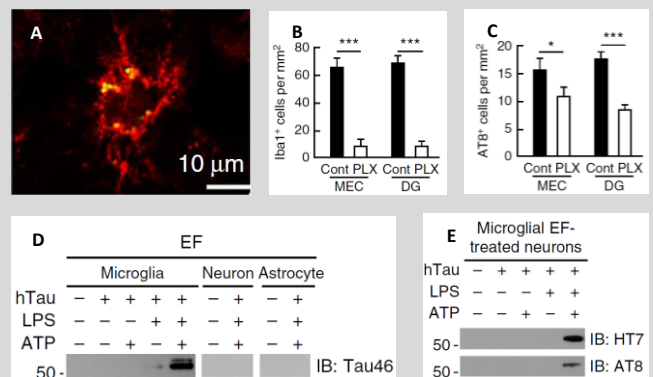 A
10 μm
B
Iba1⁺ cells per mm²
80
60
40
20
0
***
***
Cont PLX
Cont PLX
MEC
DG
C
AT8⁺ cells per mm²
20
15
10
5
0
*
***
Cont PLX
Cont PLX
MEC
DG
D
EF
Microglia Neuron Astrocyte
hTau – + + + + – + – +
LPS – – – + + – + – +
ATP – – + – + – + – +
50 -
IB: Tau46
E
Microglial EF-
treated neurons
hTau – + + + +
LPS – – – + +
ATP – – + – +
50 -
IB: HT7
50 -
IB: AT8